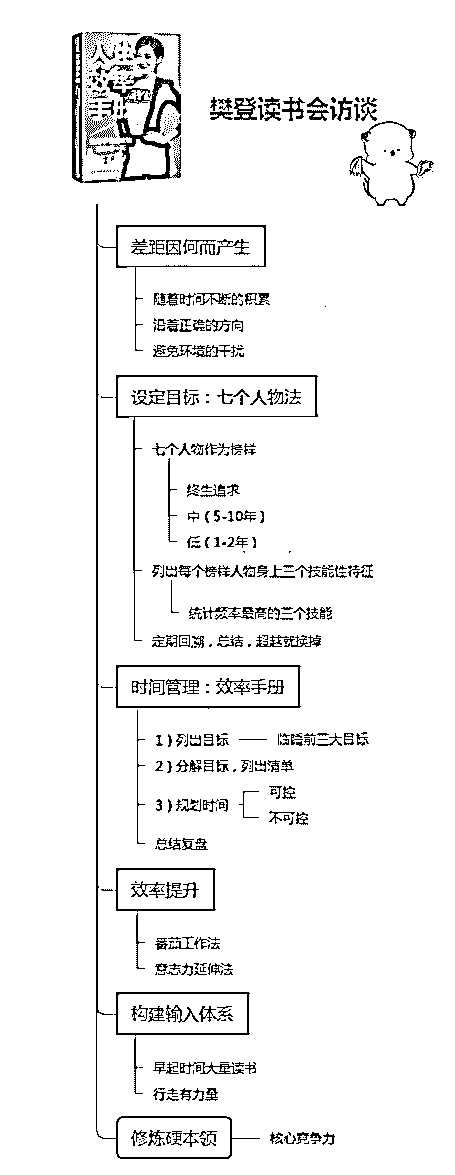 人生
效率
手册
樊登读书会访谈
差距因何而产生
随着时间不断的积累
沿着正确的方向
避免环境的干扰
设定目标：七个人物法
七个人物作为榜样
终生追求
中（5-10年）
低（1-2年）
列出每个榜样人物身上三个技能性特征
统计频率最高的三个技能
定期回溯，总结，超越就换掉
时间管理：效率手册
1）列出目标 临睡前三大目标
2）分解目标，列出清单
3）规划时间
可控
不可控
总结复盘
效率提升
番茄工作法
意志力延伸法
构建输入体系
早起时间大量读书
行走有力量
修炼硬本领 核心竞争力